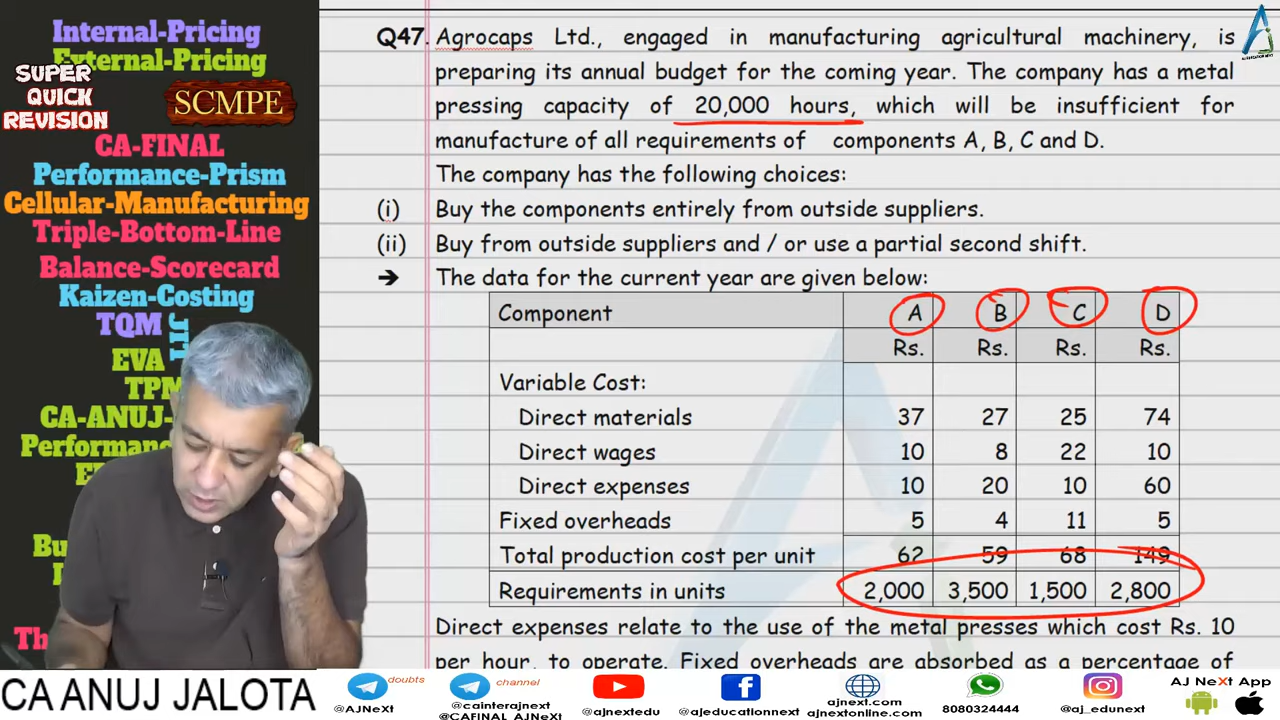 Internal-Pricing
External-Pricing
SUPER
QUICK
REVISION
SCMPE
CA-FINAL
Performance-Prism
Cellular-Manufacturing
Triple-Bottom-Line
Balance-Scorecard
Kaizen-Costing
TQM
JIT
EVA
TPM
CA-ANUJ-
Performance
Q47. Agrocaps Ltd., engaged in manufacturing agricultural machinery, is
preparing its annual budget for the coming year. The company has a metal
pressing capacity of 20,000 hours, which will be insufficient for
manufacture of all requirements of components A, B, C and D.
The company has the following choices:
(i) Buy the components entirely from outside suppliers.
(ii) Buy from outside suppliers and / or use a partial second shift.
➔ The data for the current year are given below:
Component A B C D
Rs. Rs. Rs. Rs.
Variable Cost:
Direct materials 37 27 25 74
Direct wages 10 8 22 10
Direct expenses 10 20 10 60
Fixed overheads 5 4 11 5
Total production cost per unit 62 59 68 149
Requirements in units 2,000 3,500 1,500 2,800
Direct expenses relate to the use of the metal presses which cost Rs. 10
per hour, to operate. Fixed overheads are absorbed as a percentage of
CA ANUJ JALOTA
doubts
@AJNeXt
channel
@cainterajnext
@CAFINAL_AJNeXt
@ajnextedu
@ajeducationnext
ajnext.com
ajnextonline.com
8080324444
@aj_edunext
AJ NeXt App